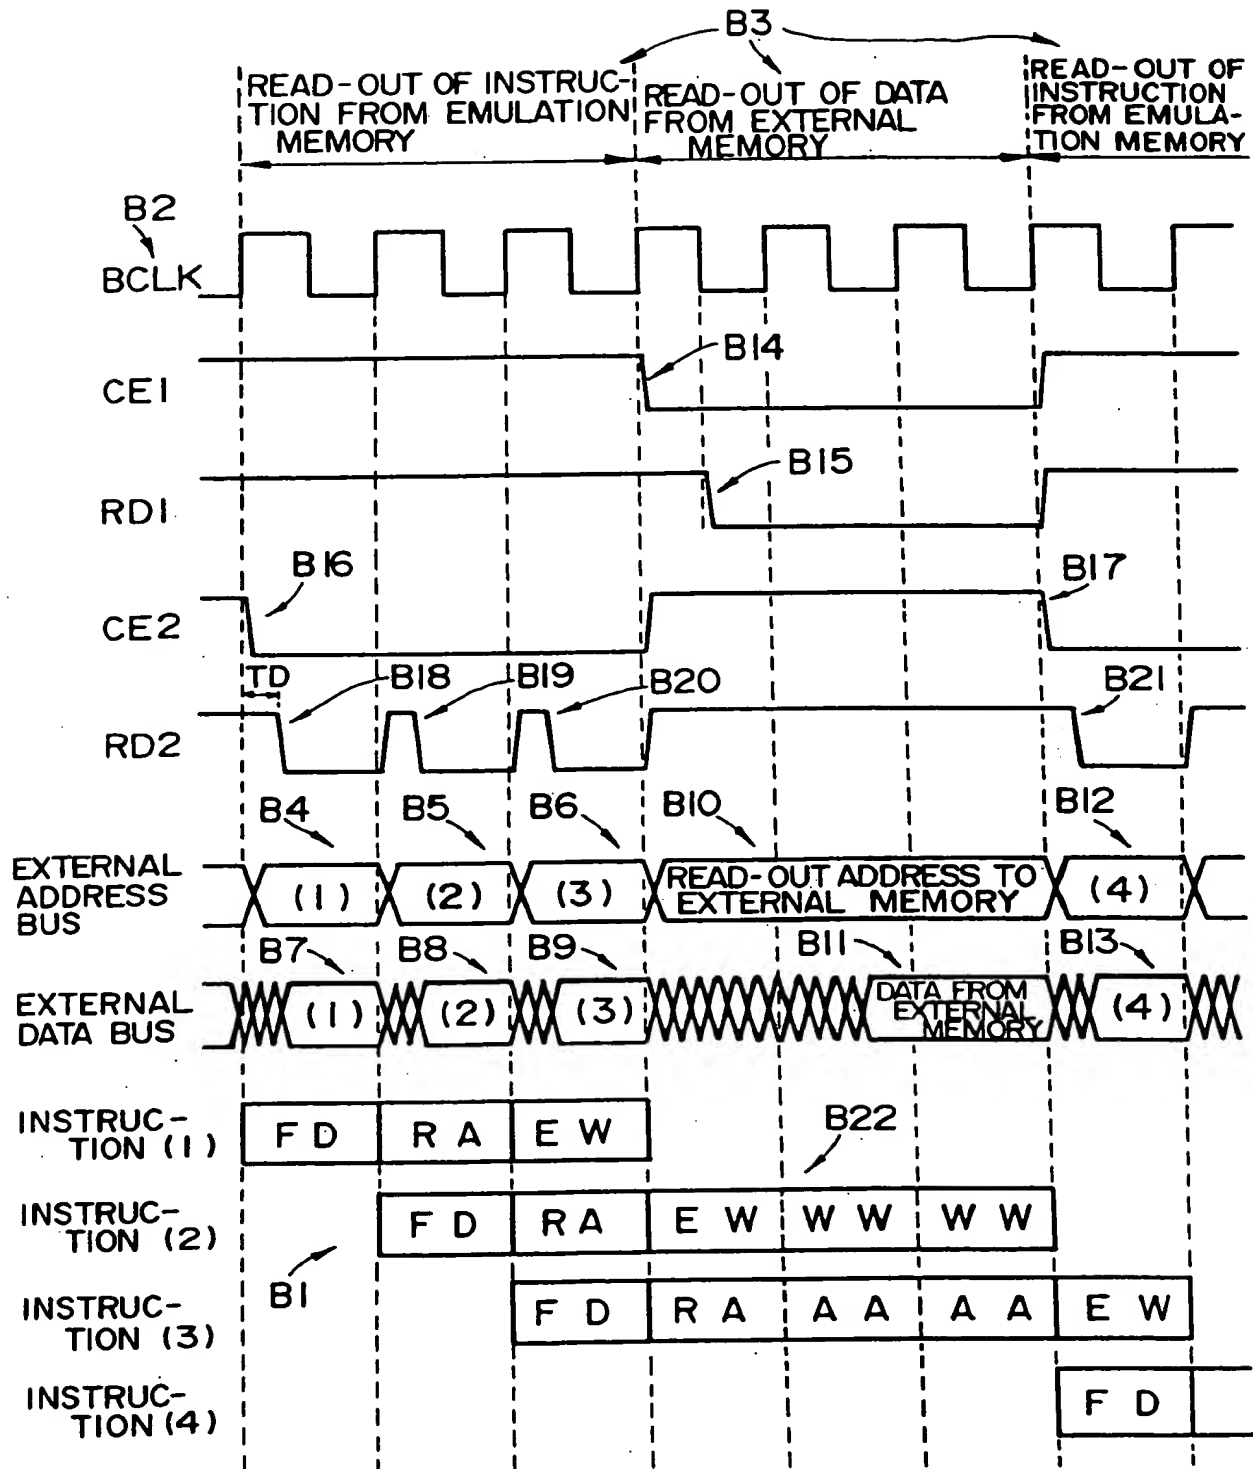 B3
READ-OUT OF INSTRUC-
TION FROM EMULATION
MEMORY
READ-OUT OF DATA
FROM EXTERNAL
MEMORY
READ-OUT OF
INSTRUCTION
FROM EMULA-
TION MEMORY
B2
BCLK
B14
CE1
B15
RD1
B16
B17
CE2
TD
B18
B19
B20
B21
RD2
B4
B5
B6
B10
B12
EXTERNAL
ADDRESS
BUS
(1)
(2)
(3)
READ-OUT ADDRESS TO
EXTERNAL MEMORY
(4)
B7
B8
B9
B11
B13
EXTERNAL
DATA BUS
(1)
(2)
(3)
DATA FROM
EXTERNAL
MEMORY
(4)
INSTRUC-
TION (1)
F D
R A
E W
B22
INSTRUC-
TION (2)
F D
R A
E W
W W
W W
B1
INSTRUC-
TION (3)
F D
R A
A A
A A
E W
INSTRUC-
TION (4)
F D